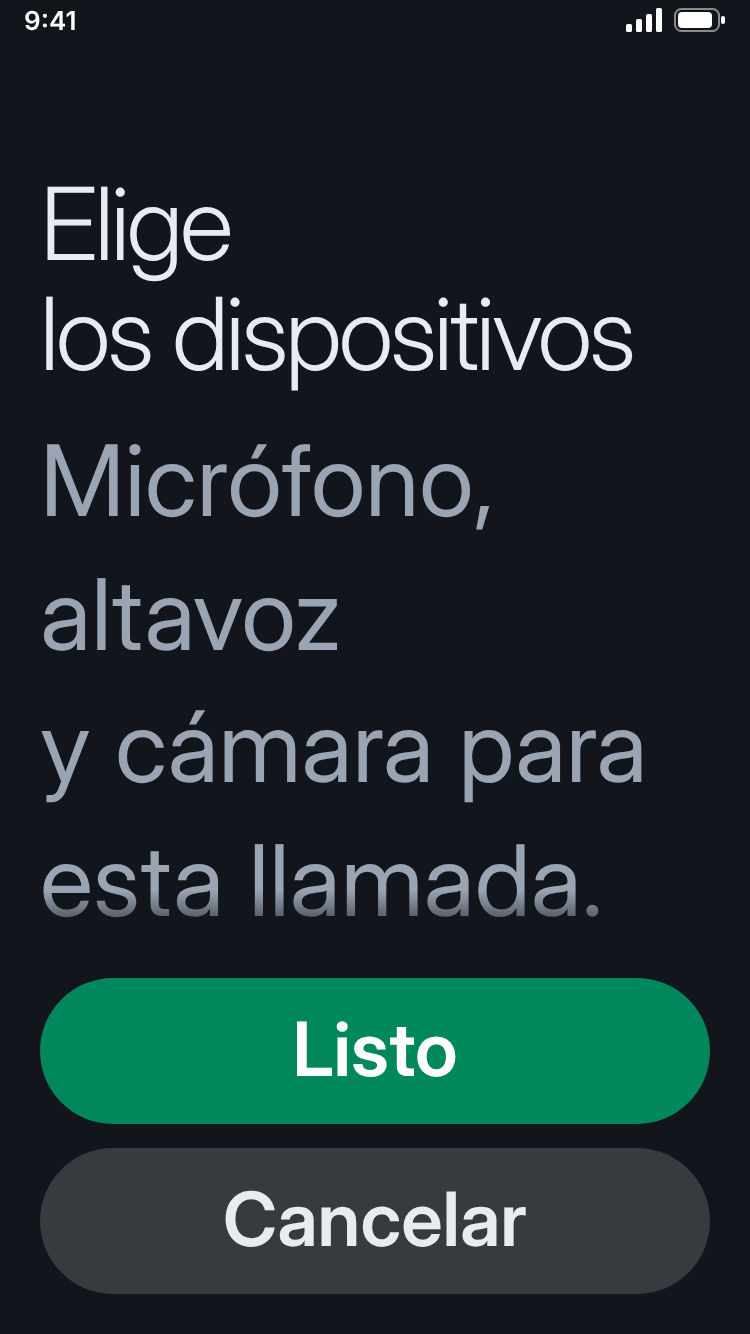 9:41
Elige
los dispositivos
Micrófono,
altavoz
y cámara para
esta llamada.
Listo
Cancelar